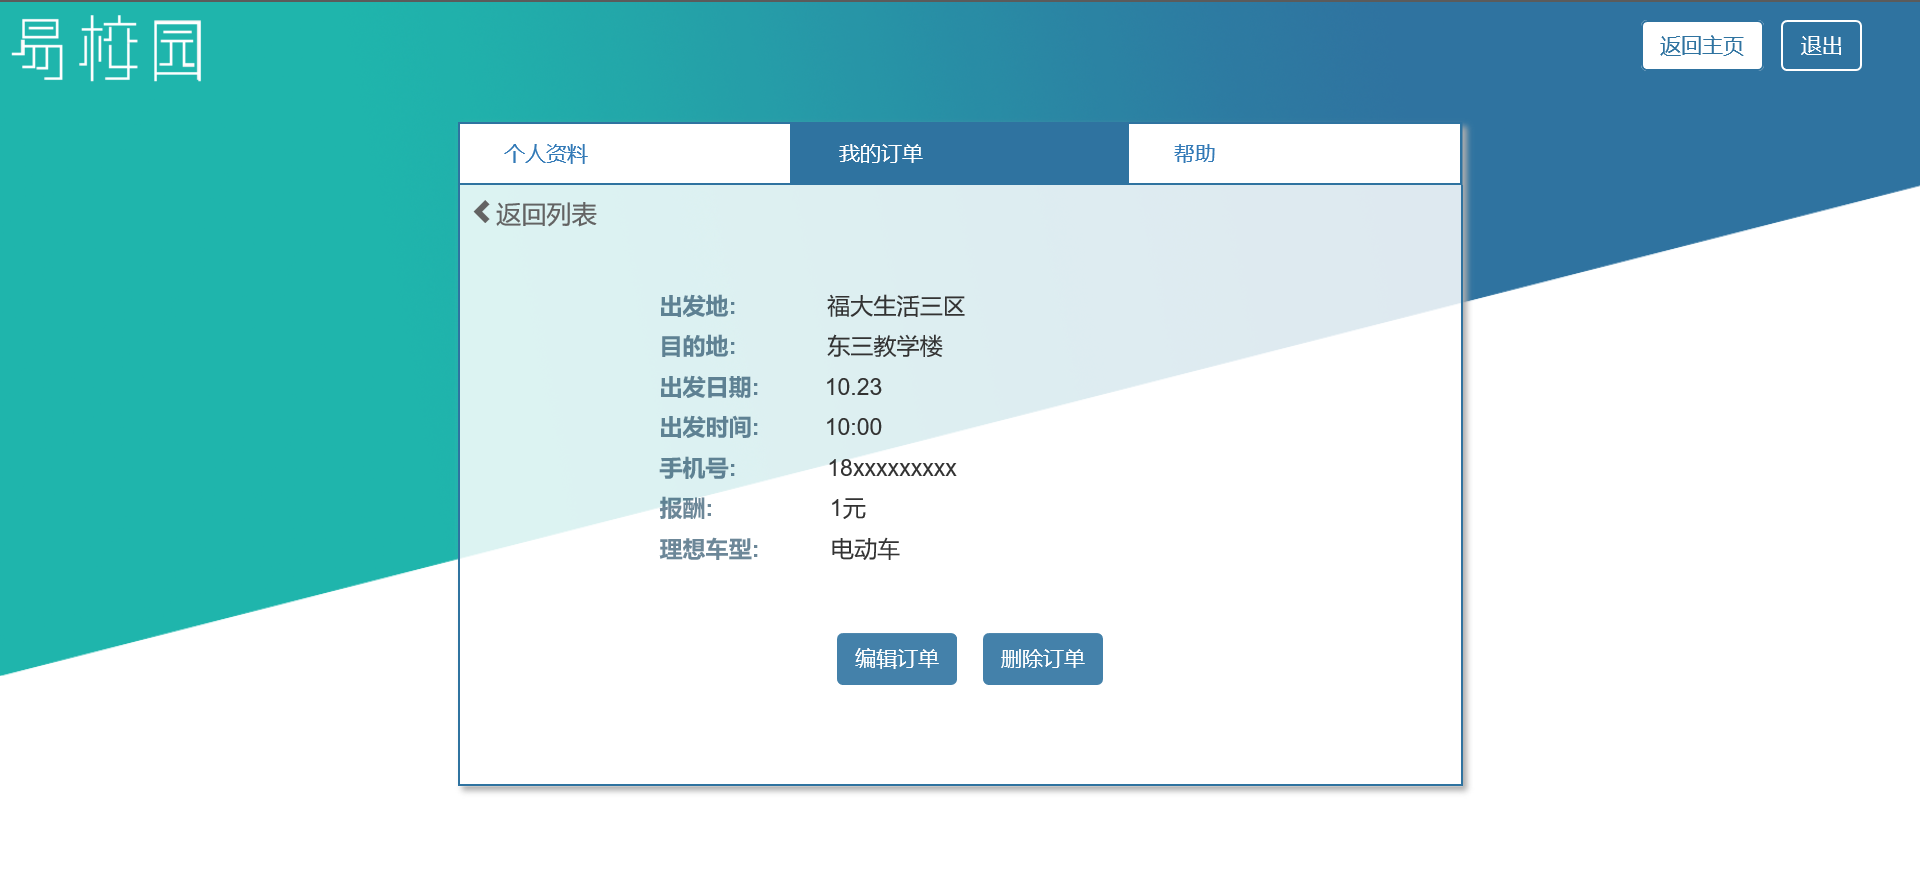 易校园
返回主页 退出
个人资料 我的订单 帮助
返回列表
出发地: 福大生活三区
目的地: 东三教学楼
出发日期: 10.23
出发时间: 10:00
手机号: 18xxxxxxxxx
报酬: 1元
理想车型: 电动车
编辑订单 删除订单